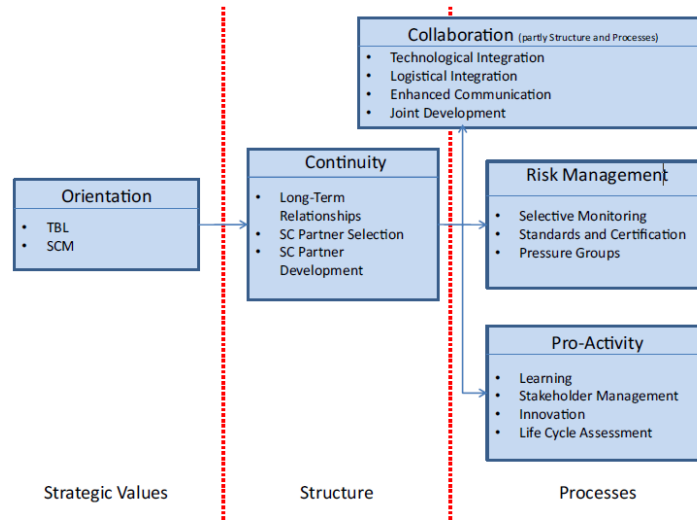 Collaboration (partly Structure and Processes)
• Technological Integration
• Logistical Integration
• Enhanced Communication
• Joint Development
Continuity
• Long-Term
Relationships
• SC Partner Selection
• SC Partner
Development
Risk Management
• Selective Monitoring
• Standards and Certification
• Pressure Groups
Orientation
• TBL
• SCM
Pro-Activity
• Learning
• Stakeholder Management
• Innovation
• Life Cycle Assessment
Strategic Values
Structure
Processes